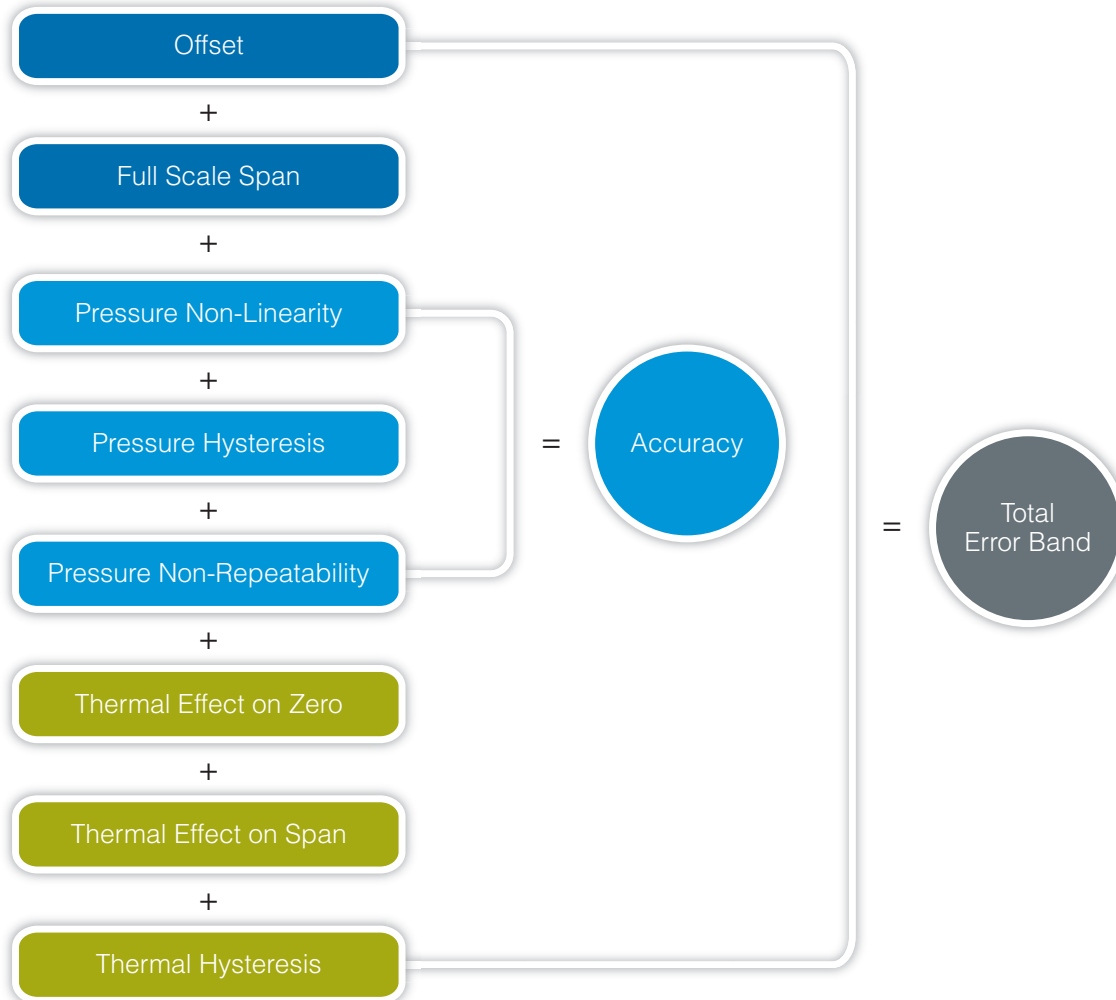 Offset
+
Full Scale Span
+
Pressure Non-Linearity
+
Pressure Hysteresis
+
Pressure Non-Repeatability
+
Thermal Effect on Zero
+
Thermal Effect on Span
+
Thermal Hysteresis
=
Accuracy
=
Total
Error Band